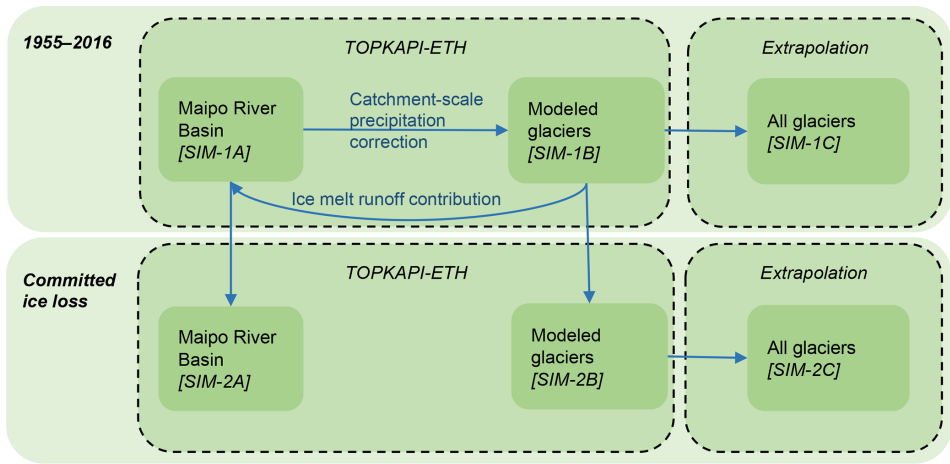 1955–2016
TOPKAPI-ETH
Extrapolation
Maipo River
Basin
[SIM-1A]
Catchment-scale
precipitation
correction
Modeled
glaciers
[SIM-1B]
All glaciers
[SIM-1C]
Ice melt runoff contribution
Committed
ice loss
TOPKAPI-ETH
Extrapolation
Maipo River
Basin
[SIM-2A]
Modeled
glaciers
[SIM-2B]
All glaciers
[SIM-2C]